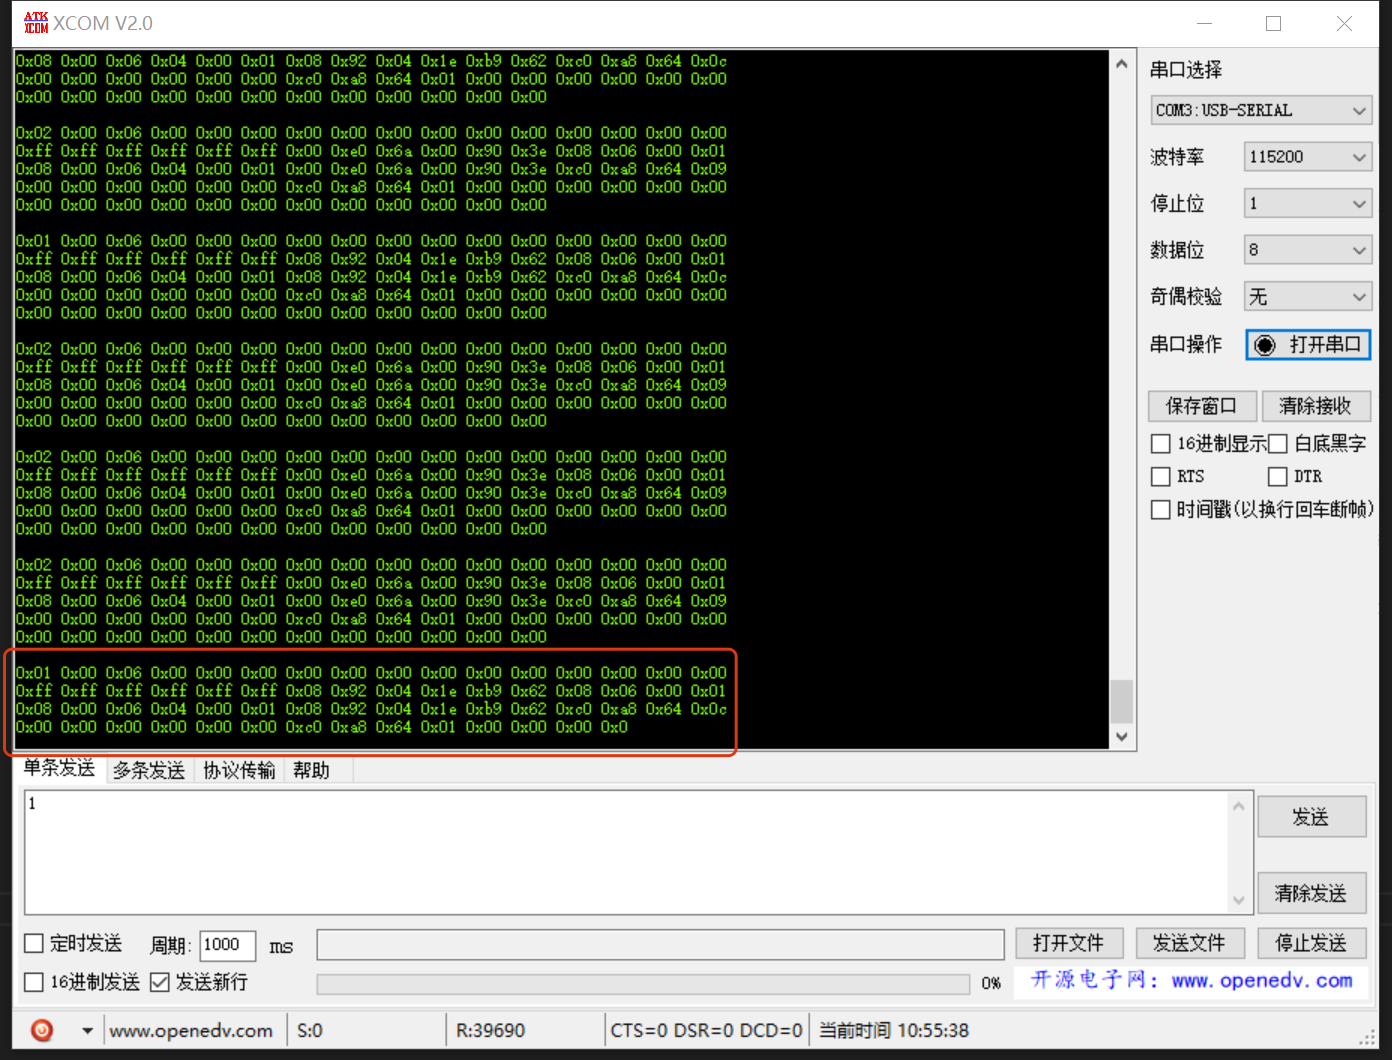 ATK
XCOM
XCOM V2.0
0x08 0x00 0x06 0x04 0x00 0x01 0x08 0x92 0x04 0x1e 0xb9 0x62 0xc0 0xa8 0x64 0x0c
0x00 0x00 0x00 0x00 0x00 0x00 0xc0 0xa8 0x64 0x01 0x00 0x00 0x00 0x00 0x00 0x00
0x00 0x00 0x00 0x00 0x00 0x00 0x00 0x00 0x00 0x00 0x00 0x00
0x02 0x00 0x06 0x00 0x00 0x00 0x00 0x00 0x00 0x00 0x00 0x00 0x00 0x00 0x00 0x00
0xff 0xff 0xff 0xff 0xff 0xff 0x00 0xe0 0x6a 0x00 0x90 0x3e 0x08 0x06 0x00 0x01
0x08 0x00 0x06 0x04 0x00 0x01 0x00 0xe0 0x6a 0x00 0x90 0x3e 0xc0 0xa8 0x64 0x09
0x00 0x00 0x00 0x00 0x00 0x00 0xc0 0xa8 0x64 0x01 0x00 0x00 0x00 0x00 0x00 0x00
0x00 0x00 0x00 0x00 0x00 0x00 0x00 0x00 0x00 0x00 0x00 0x00
0x01 0x00 0x06 0x00 0x00 0x00 0x00 0x00 0x00 0x00 0x00 0x00 0x00 0x00 0x00 0x00
0xff 0xff 0xff 0xff 0xff 0xff 0x08 0x92 0x04 0x1e 0xb9 0x62 0x08 0x06 0x00 0x01
0x08 0x00 0x06 0x04 0x00 0x01 0x08 0x92 0x04 0x1e 0xb9 0x62 0xc0 0xa8 0x64 0x0c
0x00 0x00 0x00 0x00 0x00 0x00 0xc0 0xa8 0x64 0x01 0x00 0x00 0x00 0x00 0x00 0x00
0x00 0x00 0x00 0x00 0x00 0x00 0x00 0x00 0x00 0x00 0x00 0x00
0x02 0x00 0x06 0x00 0x00 0x00 0x00 0x00 0x00 0x00 0x00 0x00 0x00 0x00 0x00 0x00
0xff 0xff 0xff 0xff 0xff 0xff 0x00 0xe0 0x6a 0x00 0x90 0x3e 0x08 0x06 0x00 0x01
0x08 0x00 0x06 0x04 0x00 0x01 0x00 0xe0 0x6a 0x00 0x90 0x3e 0xc0 0xa8 0x64 0x09
0x00 0x00 0x00 0x00 0x00 0x00 0xc0 0xa8 0x64 0x01 0x00 0x00 0x00 0x00 0x00 0x00
0x00 0x00 0x00 0x00 0x00 0x00 0x00 0x00 0x00 0x00 0x00 0x00
0x02 0x00 0x06 0x00 0x00 0x00 0x00 0x00 0x00 0x00 0x00 0x00 0x00 0x00 0x00 0x00
0xff 0xff 0xff 0xff 0xff 0xff 0x00 0xe0 0x6a 0x00 0x90 0x3e 0x08 0x06 0x00 0x01
0x08 0x00 0x06 0x04 0x00 0x01 0x00 0xe0 0x6a 0x00 0x90 0x3e 0xc0 0xa8 0x64 0x09
0x00 0x00 0x00 0x00 0x00 0x00 0xc0 0xa8 0x64 0x01 0x00 0x00 0x00 0x00 0x00 0x00
0x00 0x00 0x00 0x00 0x00 0x00 0x00 0x00 0x00 0x00 0x00 0x00
0x02 0x00 0x06 0x00 0x00 0x00 0x00 0x00 0x00 0x00 0x00 0x00 0x00 0x00 0x00 0x00
0xff 0xff 0xff 0xff 0xff 0xff 0x00 0xe0 0x6a 0x00 0x90 0x3e 0x08 0x06 0x00 0x01
0x08 0x00 0x06 0x04 0x00 0x01 0x00 0xe0 0x6a 0x00 0x90 0x3e 0xc0 0xa8 0x64 0x09
0x00 0x00 0x00 0x00 0x00 0x00 0xc0 0xa8 0x64 0x01 0x00 0x00 0x00 0x00 0x00 0x00
0x00 0x00 0x00 0x00 0x00 0x00 0x00 0x00 0x00 0x00 0x00 0x00
0x01 0x00 0x06 0x00 0x00 0x00 0x00 0x00 0x00 0x00 0x00 0x00 0x00 0x00 0x00 0x00
0xff 0xff 0xff 0xff 0xff 0xff 0x08 0x92 0x04 0x1e 0xb9 0x62 0x08 0x06 0x00 0x01
0x08 0x00 0x06 0x04 0x00 0x01 0x08 0x92 0x04 0x1e 0xb9 0x62 0xc0 0xa8 0x64 0x0c
0x00 0x00 0x00 0x00 0x00 0x00 0xc0 0xa8 0x64 0x01 0x00 0x00 0x00 0x0
串口选择
COM3:USB-SERIAL
波特率 115200
停止位 1
数据位 8
奇偶校验 无
串口操作 打开串口
保存窗口 清除接收
16进制显示 白底黑字
RTS DTR
时间戳(以换行回车断帧)
单条发送 多条发送 协议传输 帮助
1
发送
清除发送
定时发送 周期: 1000 ms 打开文件 发送文件 停止发送
16进制发送 发送新行 0% 开源电子网：www.openedv.com
www.openedv.com S:0 R:39690 CTS=0 DSR=0 DCD=0 当前时间 10:55:38